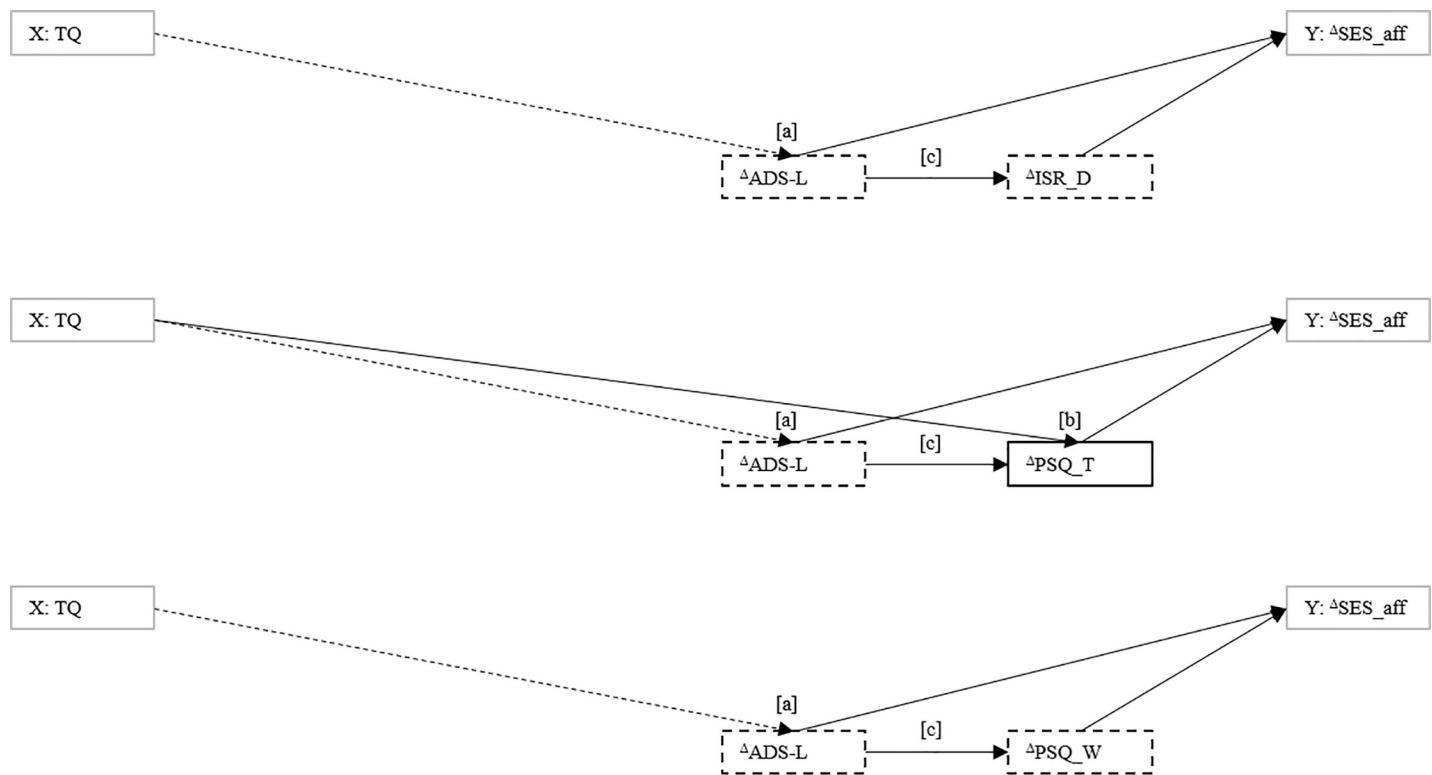 X: TQ
Y: ΔSES_aff
[a]
[c]
ΔADS-L
ΔISR_D
X: TQ
Y: ΔSES_aff
[a]
[b]
[c]
ΔADS-L
ΔPSQ_T
X: TQ
Y: ΔSES_aff
[a]
[c]
ΔADS-L
ΔPSQ_W